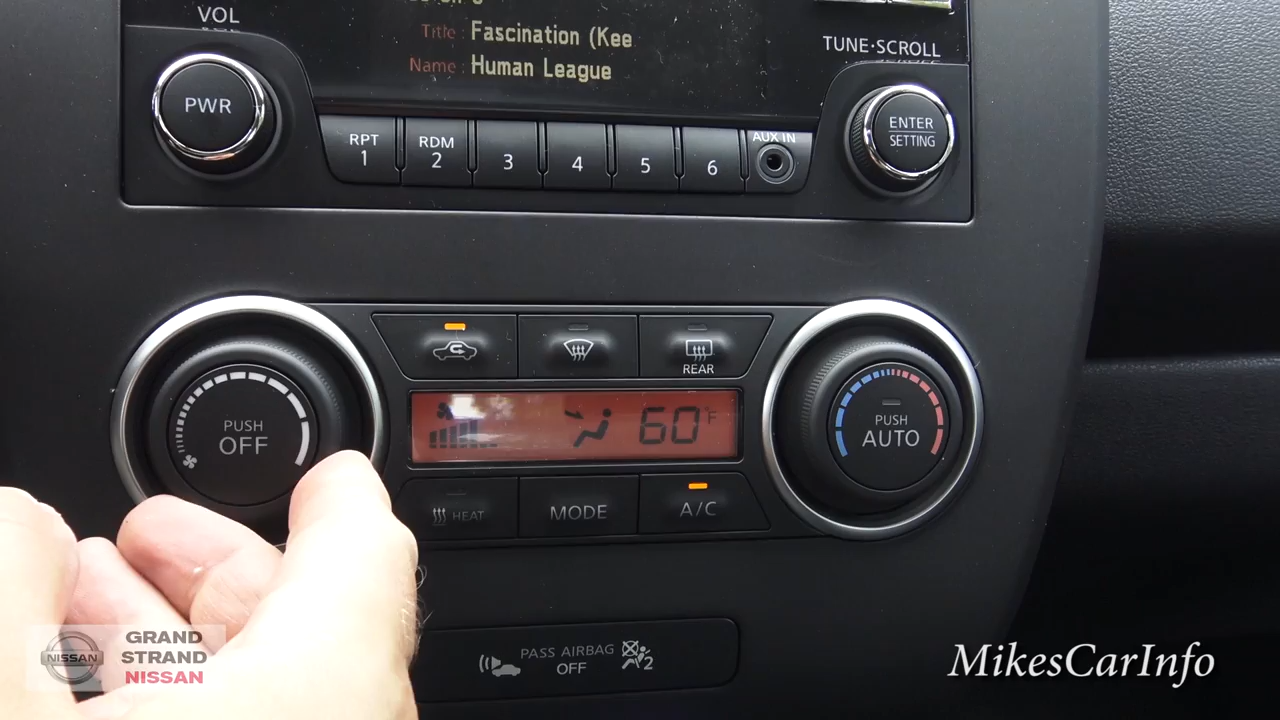 VOL
Title : Fascination (Kee
Name : Human League
TUNE·SCROLL
PWR
RPT
1
RDM
2
3
4
5
6
AUX IN
ENTER
SETTING
REAR
PUSH
OFF
60°F
PUSH
AUTO
HEAT
MODE
A/C
PASS AIRBAG
OFF
2
NISSAN
GRAND
STRAND
NISSAN
MikesCarInfo